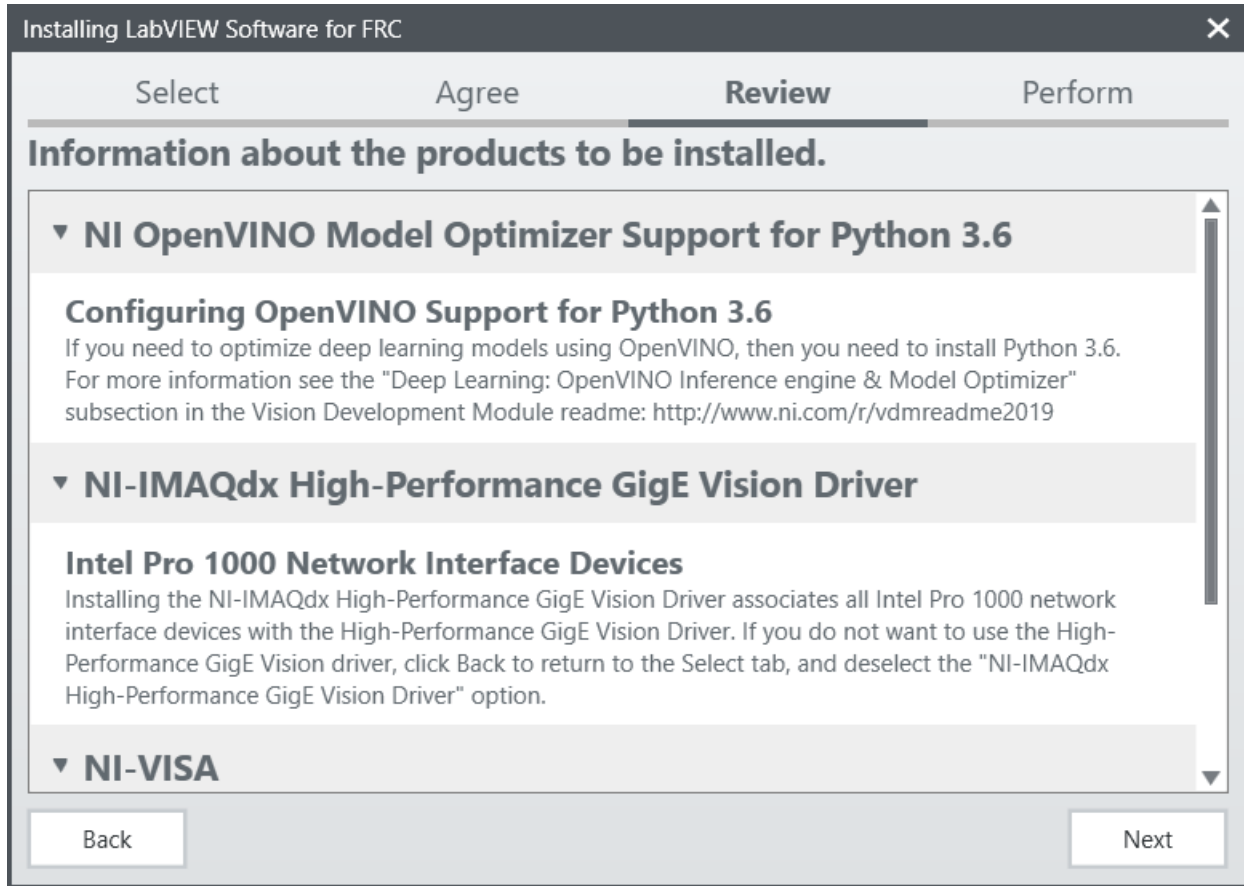 Installing LabVIEW Software for FRC
Select Agree Review Perform
Information about the products to be installed.
NI OpenVINO Model Optimizer Support for Python 3.6
Configuring OpenVINO Support for Python 3.6
If you need to optimize deep learning models using OpenVINO, then you need to install Python 3.6.
For more information see the "Deep Learning: OpenVINO Inference engine & Model Optimizer"
subsection in the Vision Development Module readme: http://www.ni.com/r/vdmreadme2019
NI-IMAQdx High-Performance GigE Vision Driver
Intel Pro 1000 Network Interface Devices
Installing the NI-IMAQdx High-Performance GigE Vision Driver associates all Intel Pro 1000 network
interface devices with the High-Performance GigE Vision Driver. If you do not want to use the High-
Performance GigE Vision driver, click Back to return to the Select tab, and deselect the "NI-IMAQdx
High-Performance GigE Vision Driver" option.
NI-VISA
Back Next